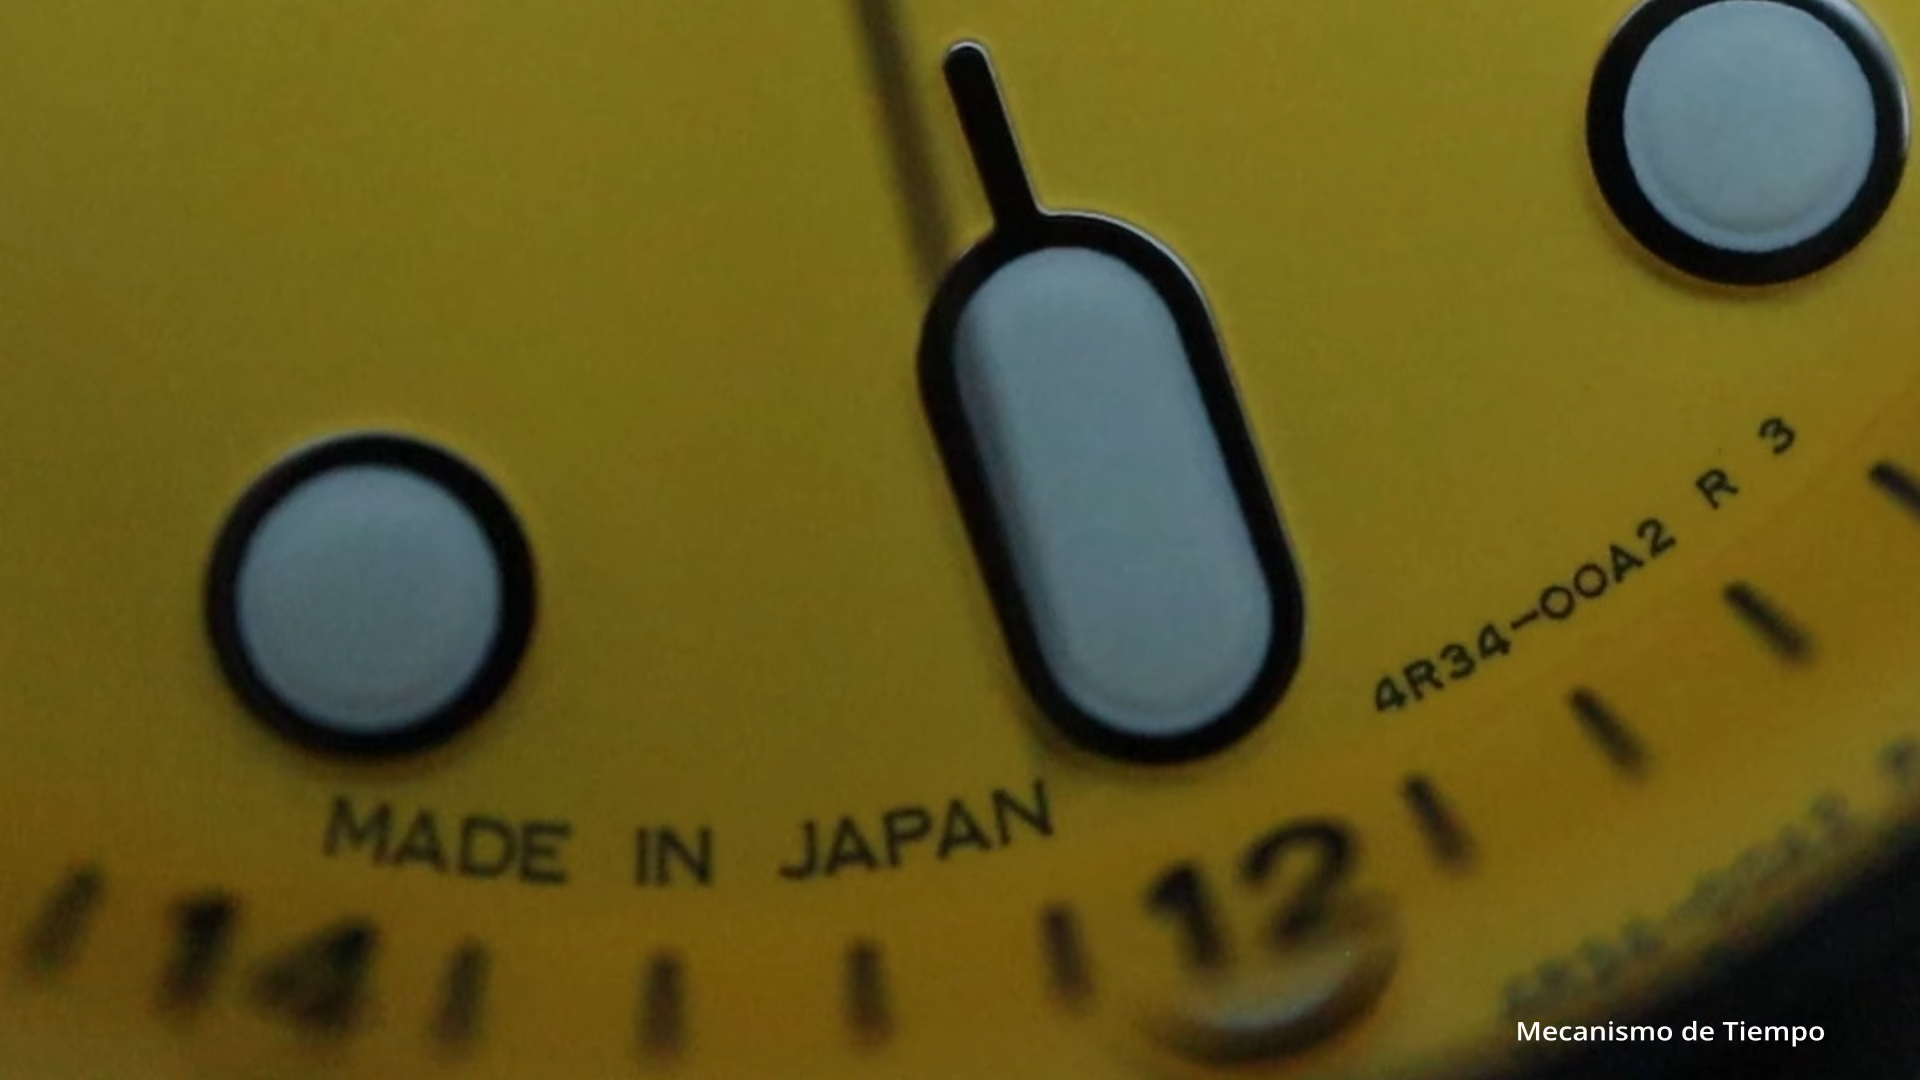 4R34-00A2 R 3
MADE IN JAPAN
14
12
Mecanismo de Tiempo